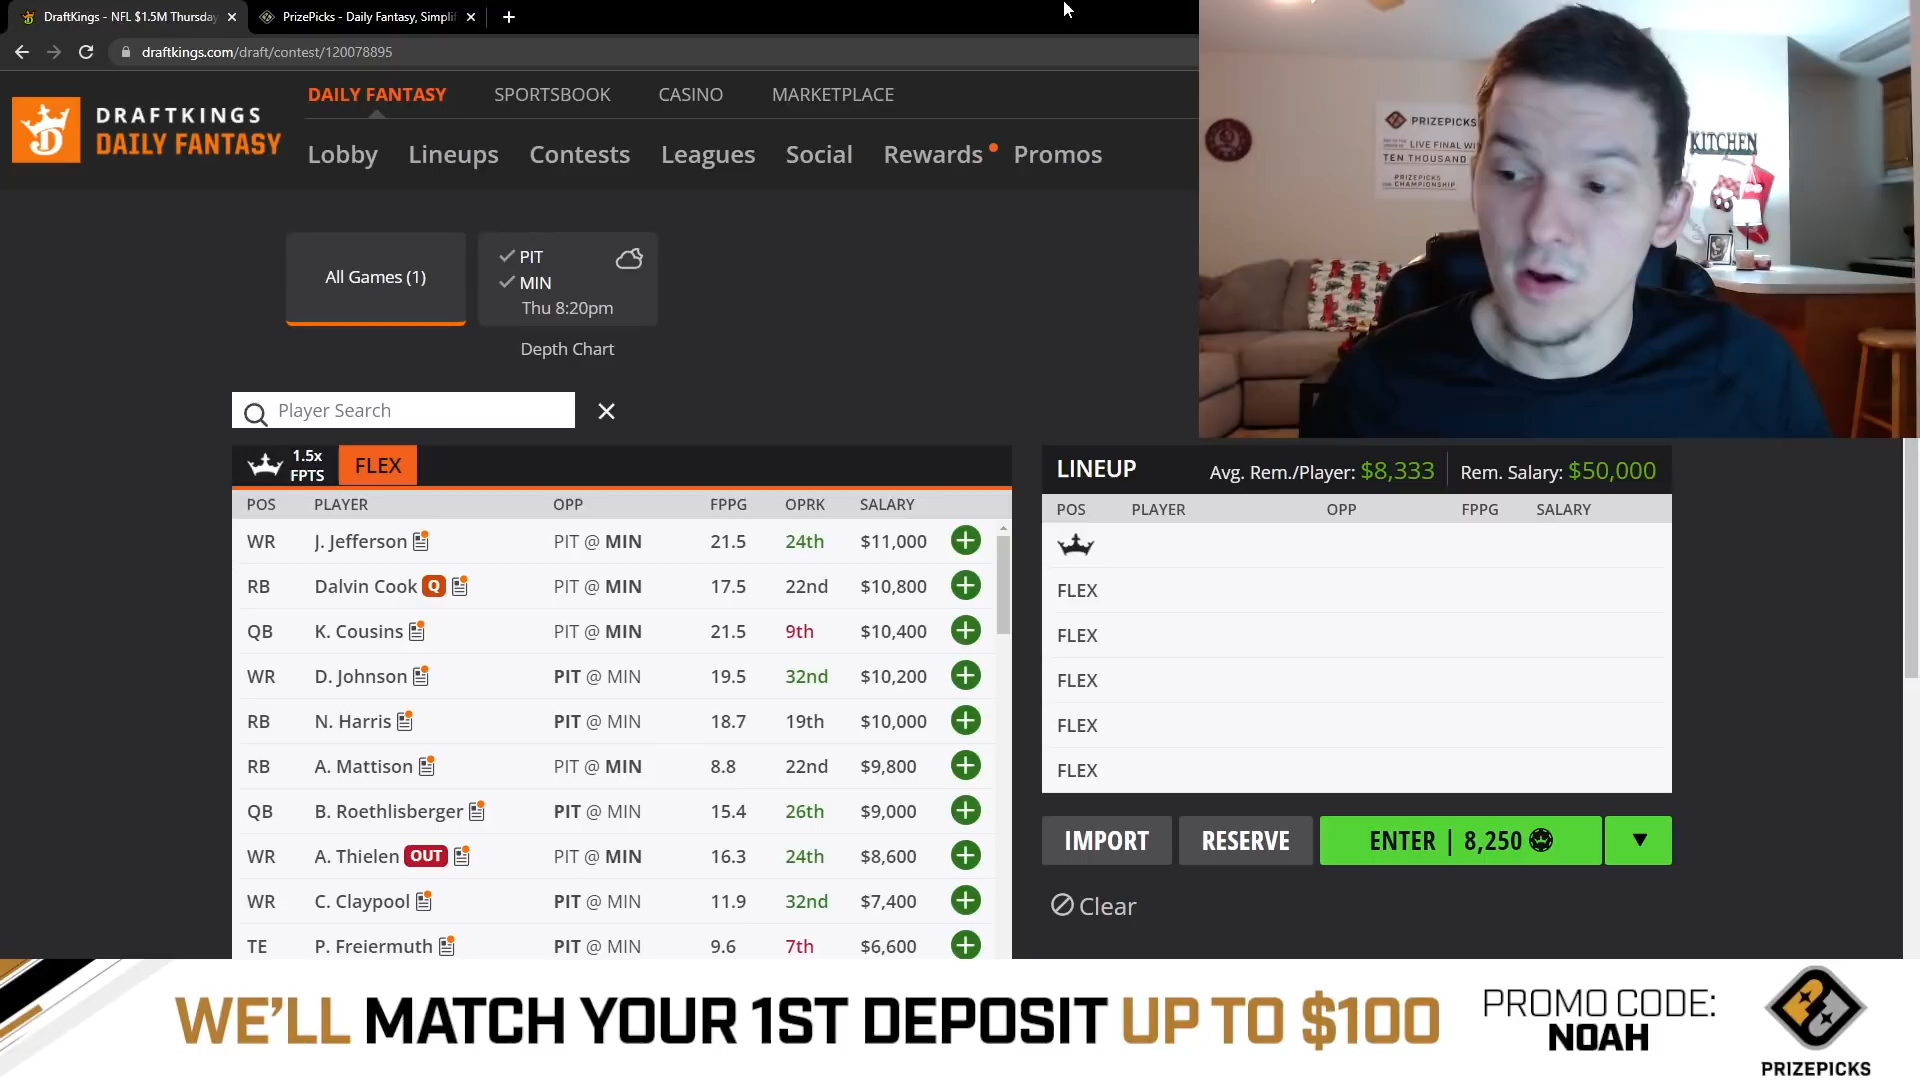 DraftKings - NFL $1.5M Thursday
PrizePicks - Daily Fantasy, Simplif
draftkings.com/draft/contest/120078895
DRAFTKINGS
DAILY FANTASY
DAILY FANTASY SPORTSBOOK CASINO MARKETPLACE
Lobby Lineups Contests Leagues Social Rewards Promos
PRIZEPICKS
LIVE FINAL WI
TEN THOUSAND
PRIZEPICKS
CHAMPIONSHIP
KITCHEN
All Games (1)
PIT
MIN
Thu 8:20pm
Depth Chart
Player Search
1.5x
FPTS
FLEX
POS PLAYER OPP FPPG OPRK SALARY
WR J. Jefferson PIT @ MIN 21.5 24th $11,000
RB Dalvin Cook Q PIT @ MIN 17.5 22nd $10,800
QB K. Cousins PIT @ MIN 21.5 9th $10,400
WR D. Johnson PIT @ MIN 19.5 32nd $10,200
RB N. Harris PIT @ MIN 18.7 19th $10,000
RB A. Mattison PIT @ MIN 8.8 22nd $9,800
QB B. Roethlisberger PIT @ MIN 15.4 26th $9,000
WR A. Thielen OUT PIT @ MIN 16.3 24th $8,600
WR C. Claypool PIT @ MIN 11.9 32nd $7,400
TE P. Freiermuth PIT @ MIN 9.6 7th $6,600
LINEUP Avg. Rem./Player: $8,333 Rem. Salary: $50,000
POS PLAYER OPP FPPG SALARY
FLEX
FLEX
FLEX
FLEX
FLEX
IMPORT RESERVE ENTER | 8,250
Clear
WE'LL MATCH YOUR 1ST DEPOSIT UP TO $100
PROMO CODE:
NOAH
PRIZEPICKS